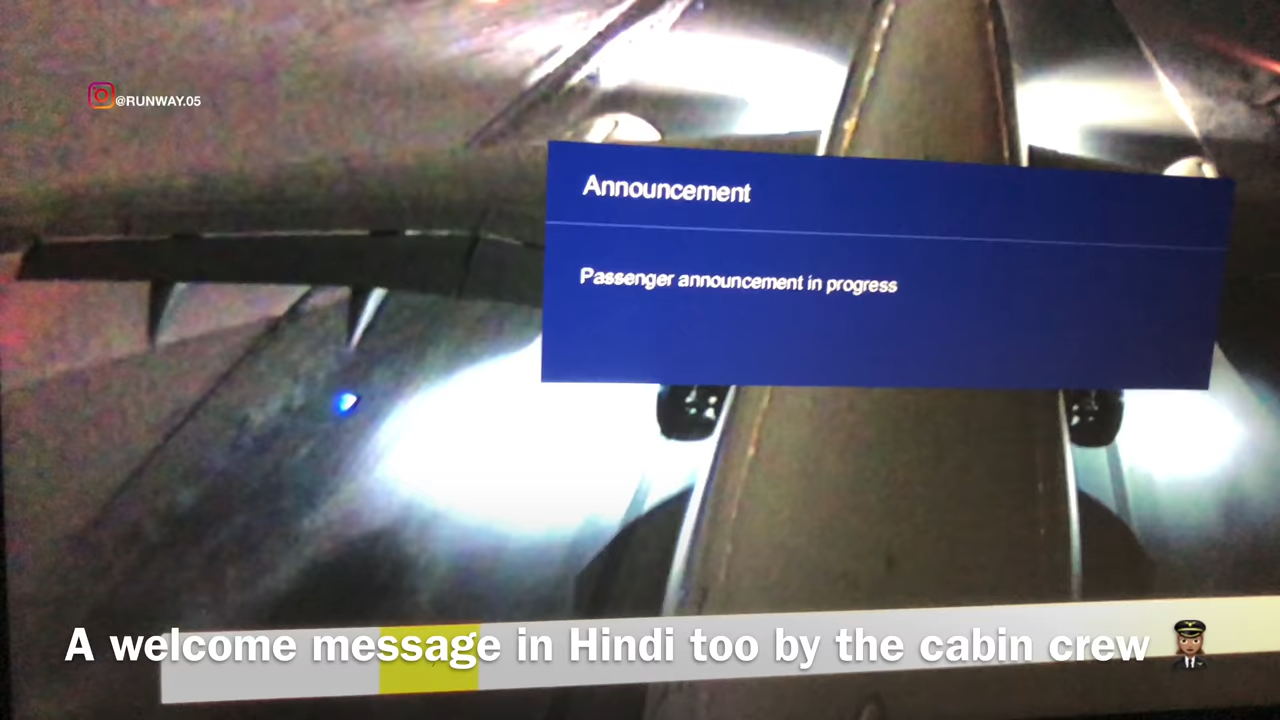 @RUNWAY.05
Announcement
Passenger announcement in progress
A welcome message in Hindi too by the cabin crew